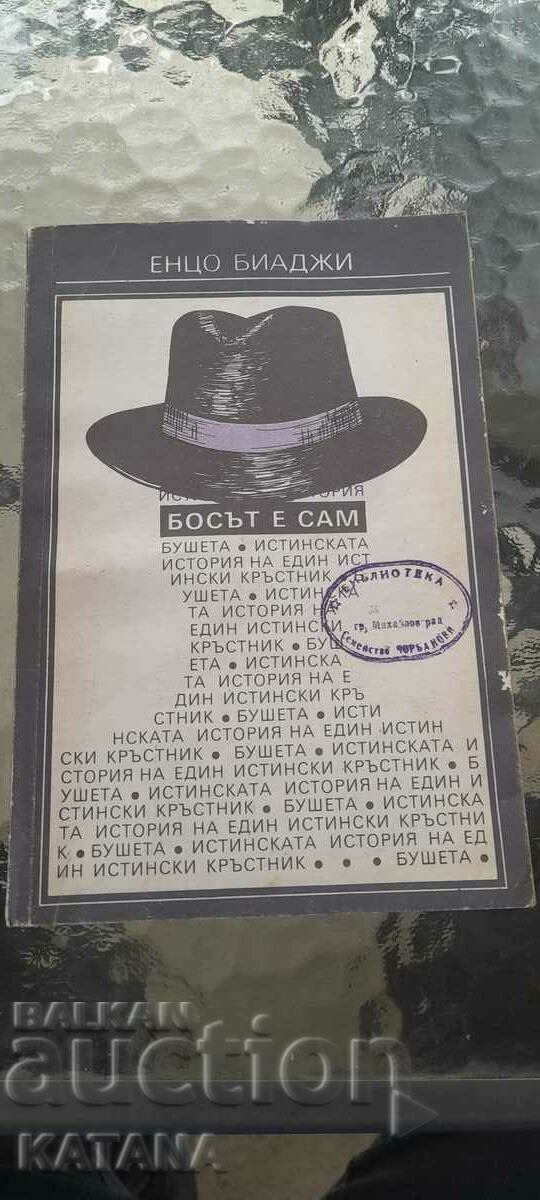 ЕНЦО БИАДЖИ
БОСЪТ Е САМ
БУШЕТА • ИСТИНСКАТА
ИСТОРИЯ НА ЕДИН ИСТ
ИНСКИ КРЪСТНИК •
УШЕТА • ИСТИНСКА
ТА ИСТОРИЯ Н
ЕДИН ИСТИНСКИ
КРЪСТНИК • БУШ
ЕТА • ИСТИНСКА
ТА ИСТОРИЯ НА Е
ДИН ИСТИНСКИ КРЪ
СТНИК • БУШЕТА • ИСТИ
НСКАТА ИСТОРИЯ НА ЕДИН ИСТИН
СКИ КРЪСТНИК • БУШЕТА • ИСТИНСКАТА И
СТОРИЯ НА ЕДИН ИСТИНСКИ КРЪСТНИК • Б
УШЕТА • ИСТИНСКАТА ИСТОРИЯ НА ЕДИН И
СТИНСКИ КРЪСТНИК • БУШЕТА • ИСТИНСКА
ТА ИСТОРИЯ НА ЕДИН ИСТИНСКИ КРЪСТНИ
К • БУШЕТА • ИСТИНСКАТА ИСТОРИЯ НА ЕД
ИН ИСТИНСКИ КРЪСТНИК • • • БУШЕТА •
БИБЛИОТЕКА
гр. Михайловград
Семейство ЧОРБАНОВИ
BALKAN
auction
KATANA